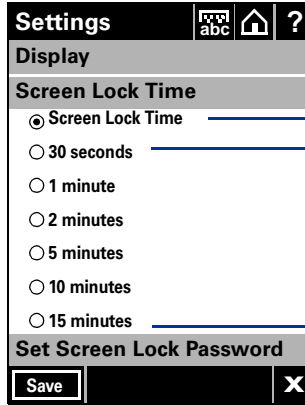 Settings abc ?
Display
Screen Lock Time
Screen Lock Time
30 seconds
1 minute
2 minutes
5 minutes
10 minutes
15 minutes
Set Screen Lock Password
Save X